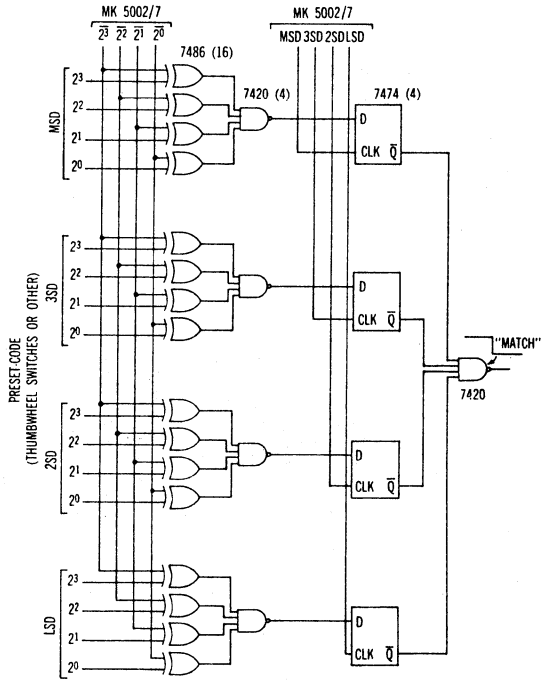 MK 5002/7
2̅3̅ 2̅2̅ 2̅1̅ 2̅0̅
MK 5002/7
MSD 3SD 2SD LSD
7486 (16)
7420 (4)
7474 (4)
PRESET-CODE
(THUMBWHEEL SWITCHES OR OTHER)
MSD
2³
2²
2¹
2⁰
D
CLK Q̅
3SD
2³
2²
2¹
2⁰
D
CLK Q̅
"MATCH"
7420
2SD
2³
2²
2¹
2⁰
D
CLK Q̅
LSD
2³
2²
2¹
2⁰
D
CLK Q̅